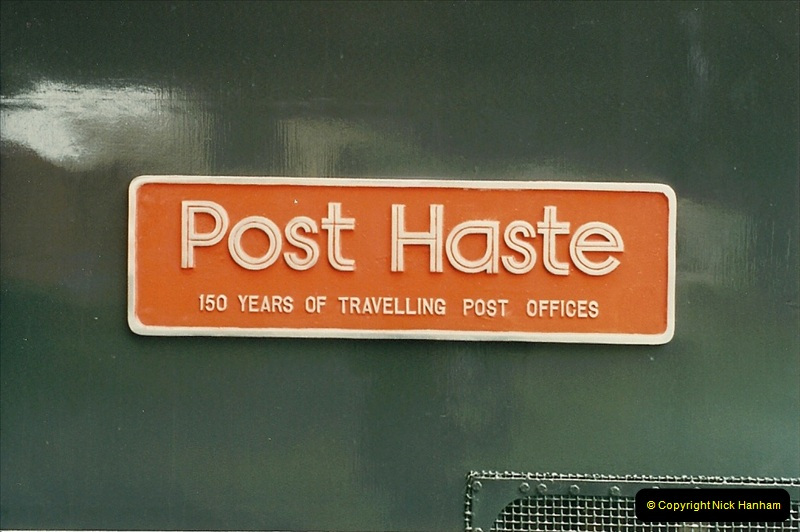 Post Haste
150 YEARS OF TRAVELLING POST OFFICES
© Copyright Nick Hanham